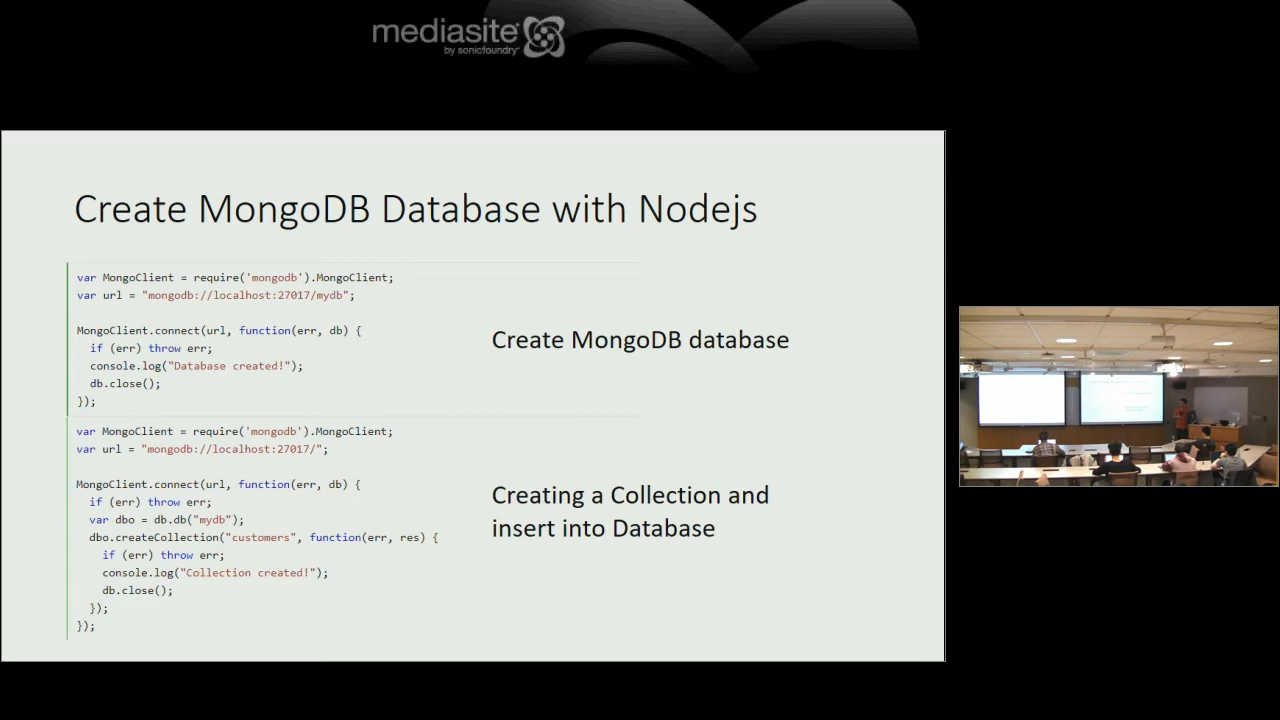 mediasite
by sonicfoundry
Create MongoDB Database with Nodejs
var MongoClient = require('mongodb').MongoClient;
var url = "mongodb://localhost:27017/mydb";
MongoClient.connect(url, function(err, db) {
  if (err) throw err;
  console.log("Database created!");
  db.close();
});
Create MongoDB database
var MongoClient = require('mongodb').MongoClient;
var url = "mongodb://localhost:27017/";
MongoClient.connect(url, function(err, db) {
  if (err) throw err;
  var dbo = db.db("mydb");
  dbo.createCollection("customers", function(err, res) {
    if (err) throw err;
    console.log("Collection created!");
    db.close();
  });
});
Creating a Collection and
insert into Database